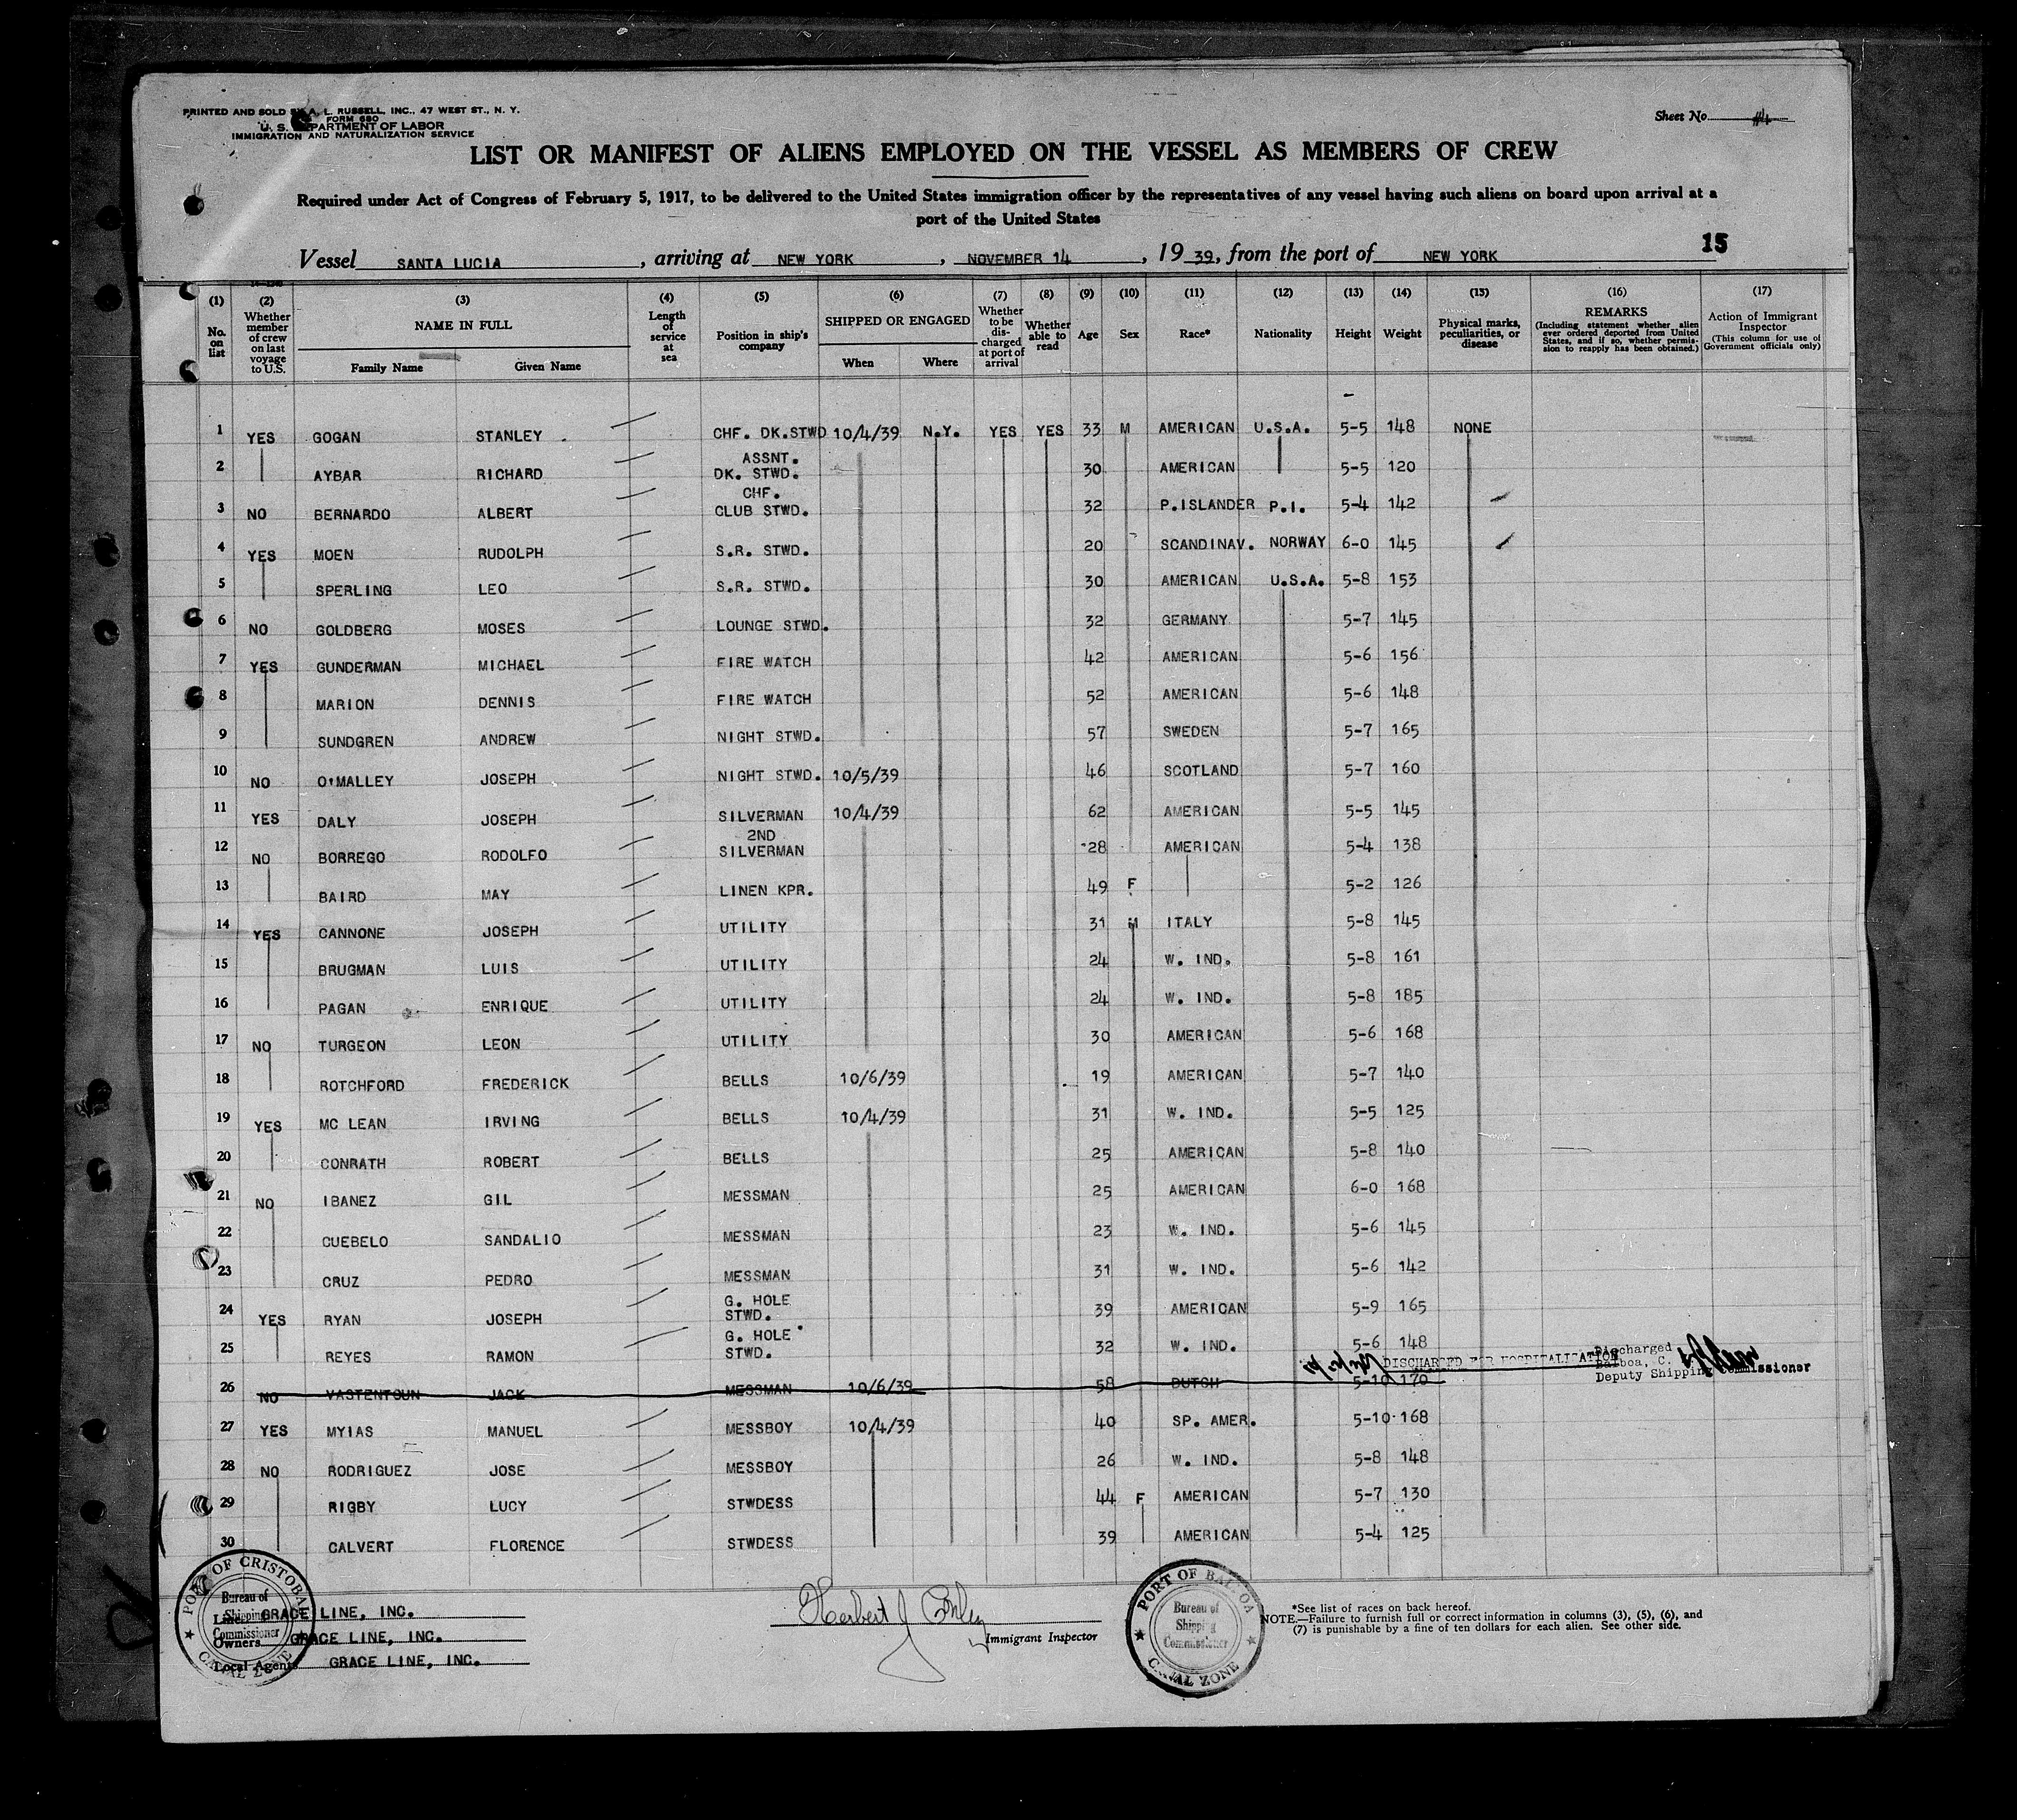 PRINTED AND SOLD BY A. L. RUSSELL, INC., 47 WEST ST., N. Y.
FORM 680
U. S. DEPARTMENT OF LABOR
IMMIGRATION AND NATURALIZATION SERVICE
Sheet No. #4
LIST OR MANIFEST OF ALIENS EMPLOYED ON THE VESSEL AS MEMBERS OF CREW
Required under Act of Congress of February 5, 1917, to be delivered to the United States immigration officer by the representatives of any vessel having such aliens on board upon arrival at a
port of the United States
15
Vessel SANTA LUCIA, arriving at NEW YORK, NOVEMBER 14, 19 39, from the port of NEW YORK
(1) No. on list
(2) Whether member of crew on last voyage to U.S.
(3) NAME IN FULL Family Name Given Name
(4) Length of service at sea
(5) Position in ship's company
(6) SHIPPED OR ENGAGED When Where
(7) Whether to be discharged at port of arrival
(8) Whether able to read
(9) Age
(10) Sex
(11) Race*
(12) Nationality
(13) Height
(14) Weight
(15) Physical marks, peculiarities, or disease
(16) REMARKS (Including statement whether alien ever ordered deported from United States, and if so, whether permission to reapply has been obtained.)
(17) Action of Immigrant Inspector (This column for use of Government officials only)
1 YES GOGAN STANLEY CHF. DK.STWD 10/4/39 N.Y. YES YES 33 M AMERICAN U.S.A. 5-5 148 NONE
2 AYBAR RICHARD ASSNT. DK. STWD. 30 AMERICAN 5-5 120
3 NO BERNARDO ALBERT CHF. CLUB STWD. 32 P.ISLANDER P.I. 5-4 142
4 YES MOEN RUDOLPH S.R. STWD. 20 SCANDINAV. NORWAY 6-0 145
5 SPERLING LEO S.R. STWD. 30 AMERICAN U.S.A. 5-8 153
6 NO GOLDBERG MOSES LOUNGE STWD. 32 GERMANY 5-7 145
7 YES GUNDERMAN MICHAEL FIRE WATCH 42 AMERICAN 5-6 156
8 MARION DENNIS FIRE WATCH 52 AMERICAN 5-6 148
9 SUNDGREN ANDREW NIGHT STWD. 57 SWEDEN 5-7 165
10 NO O'MALLEY JOSEPH NIGHT STWD. 10/5/39 46 SCOTLAND 5-7 160
11 YES DALY JOSEPH SILVERMAN 10/4/39 62 AMERICAN 5-5 145
12 NO BORREGO RODOLFO 2ND SILVERMAN 28 AMERICAN 5-4 138
13 BAIRD MAY LINEN KPR. 49 F 5-2 126
14 YES CANNONE JOSEPH UTILITY 31 M ITALY 5-8 145
15 BRUGMAN LUIS UTILITY 24 W. IND. 5-8 161
16 PAGAN ENRIQUE UTILITY 24 W. IND. 5-8 185
17 NO TURGEON LEON UTILITY 30 AMERICAN 5-6 168
18 ROTCHFORD FREDERICK BELLS 10/6/39 19 AMERICAN 5-7 140
19 YES MC LEAN IRVING BELLS 10/4/39 31 W. IND. 5-5 125
20 CONRATH ROBERT BELLS 25 AMERICAN 5-8 140
21 NO IBANEZ GIL MESSMAN 25 AMERICAN 6-0 168
22 CUEBELO SANDALIO MESSMAN 23 W. IND. 5-6 145
23 CRUZ PEDRO MESSMAN 31 W. IND. 5-6 142
24 YES RYAN JOSEPH G. HOLE STWD. 39 AMERICAN 5-9 165
25 REYES RAMON G. HOLE STWD. 32 W. IND. 5-6 148
DISCHARGED FOR HOSPITALIZATION
Discharged
Balboa, C.
Deputy Shipping Commissioner
26 NO VASTENTOUN JACK MESSMAN 10/6/39 58 DUTCH 5-10 170
27 YES MYIAS MANUEL MESSBOY 10/4/39 40 SP. AMER. 5-10 168
28 NO RODRIGUEZ JOSE MESSBOY 26 W. IND. 5-8 148
29 RIGBY LUCY STWDESS 44 F AMERICAN 5-7 130
30 CALVERT FLORENCE STWDESS 39 AMERICAN 5-4 125
PORT OF CRISTOBAL
Bureau of Shipping Commissioner
CANAL ZONE
Line GRACE LINE, INC.
Owners GRACE LINE, INC.
Local Agents GRACE LINE, INC.
Herbert J
Immigrant Inspector
PORT OF BALBOA
Bureau of Shipping Commissioner
CANAL ZONE
*See list of races on back hereof.
NOTE.—Failure to furnish full or correct information in columns (3), (5), (6), and
(7) is punishable by a fine of ten dollars for each alien. See other side.